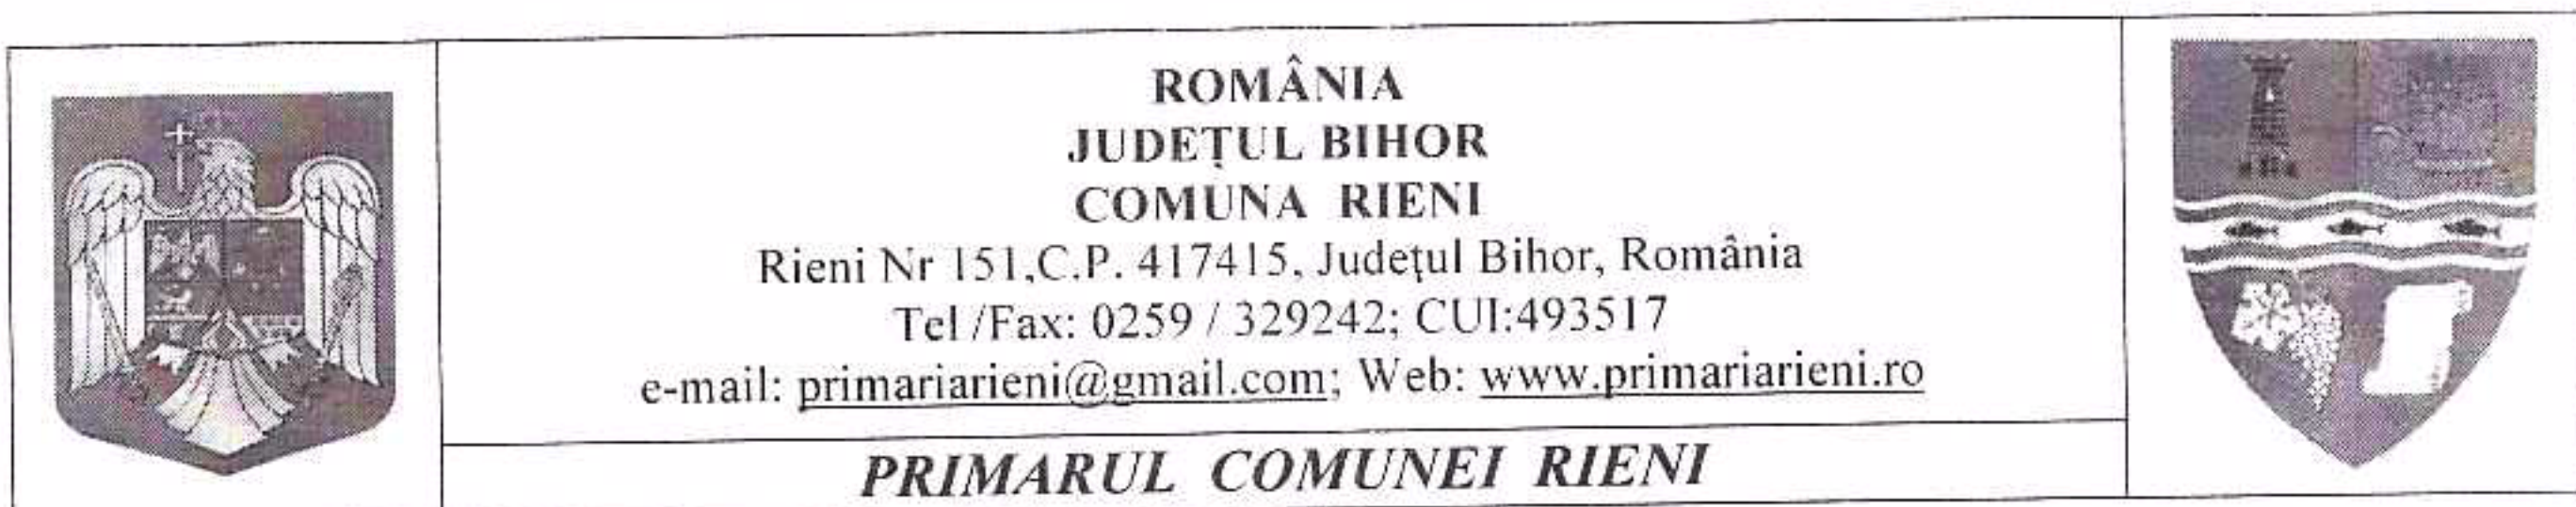 ROMÂNIA
JUDEȚUL BIHOR
COMUNA RIENI
Rieni Nr 151,C.P. 417415, Județul Bihor, România
Tel /Fax: 0259 / 329242; CUI:493517
e-mail: primariarieni@gmail.com; Web: www.primariarieni.ro
PRIMARUL COMUNEI RIENI